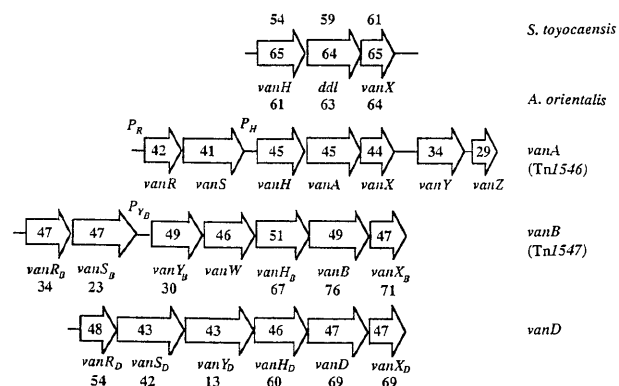 54 59 61
S. toyocaensis
65 64 65
vanH ddl vanX
61 63 64
A. orientalis
P_R P_H
42 41 45 45 44 34 29
vanA
vanR vanS vanH vanA vanX vanY vanZ
(Tn1546)
P_Y_B
47 47 49 46 51 49 47
vanB
(Tn1547)
vanR_B vanS_B vanY_B vanW vanH_B vanB vanX_B
34 23 30 67 76 71
48 43 43 46 47 47
vanD
vanR_D vanS_D vanY_D vanH_D vanD vanX_D
54 42 13 60 69 69